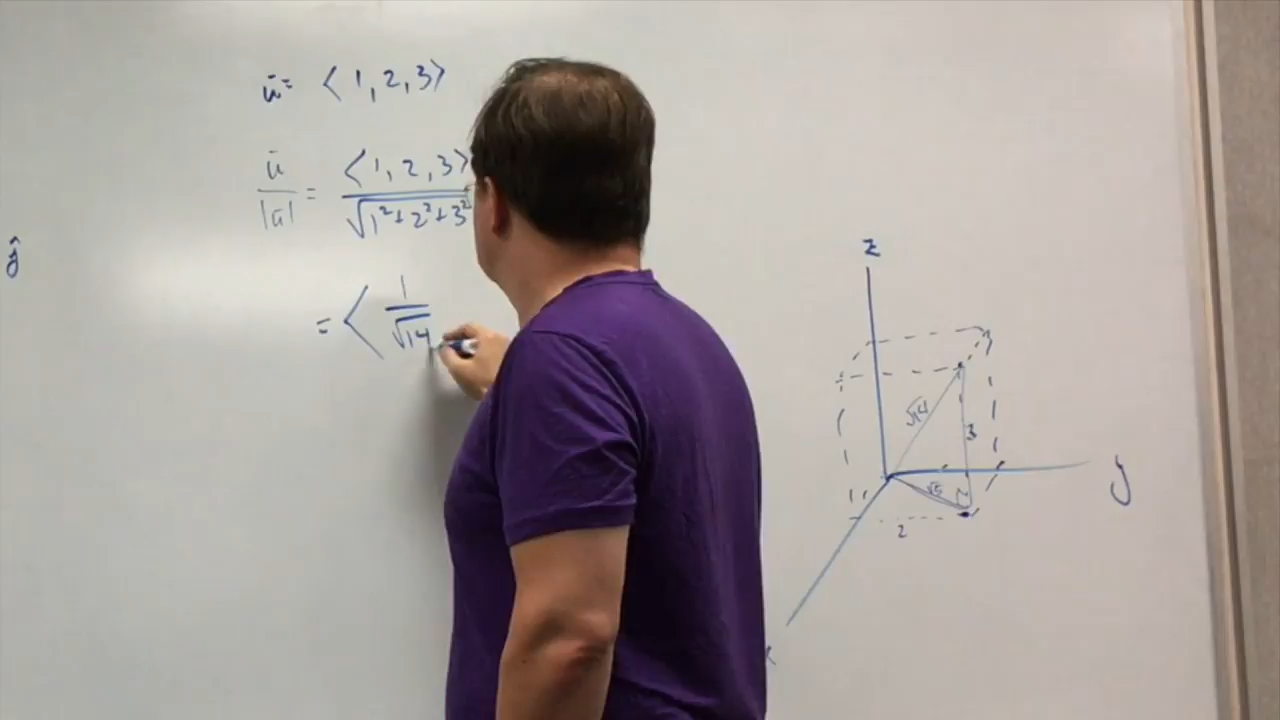 ū = ⟨1, 2, 3⟩
ū/|ū| = ⟨1, 2, 3⟩/√(1²+2²+3²)
= ⟨ 1/√14
ŷ
z
√14
3
√5
y
2